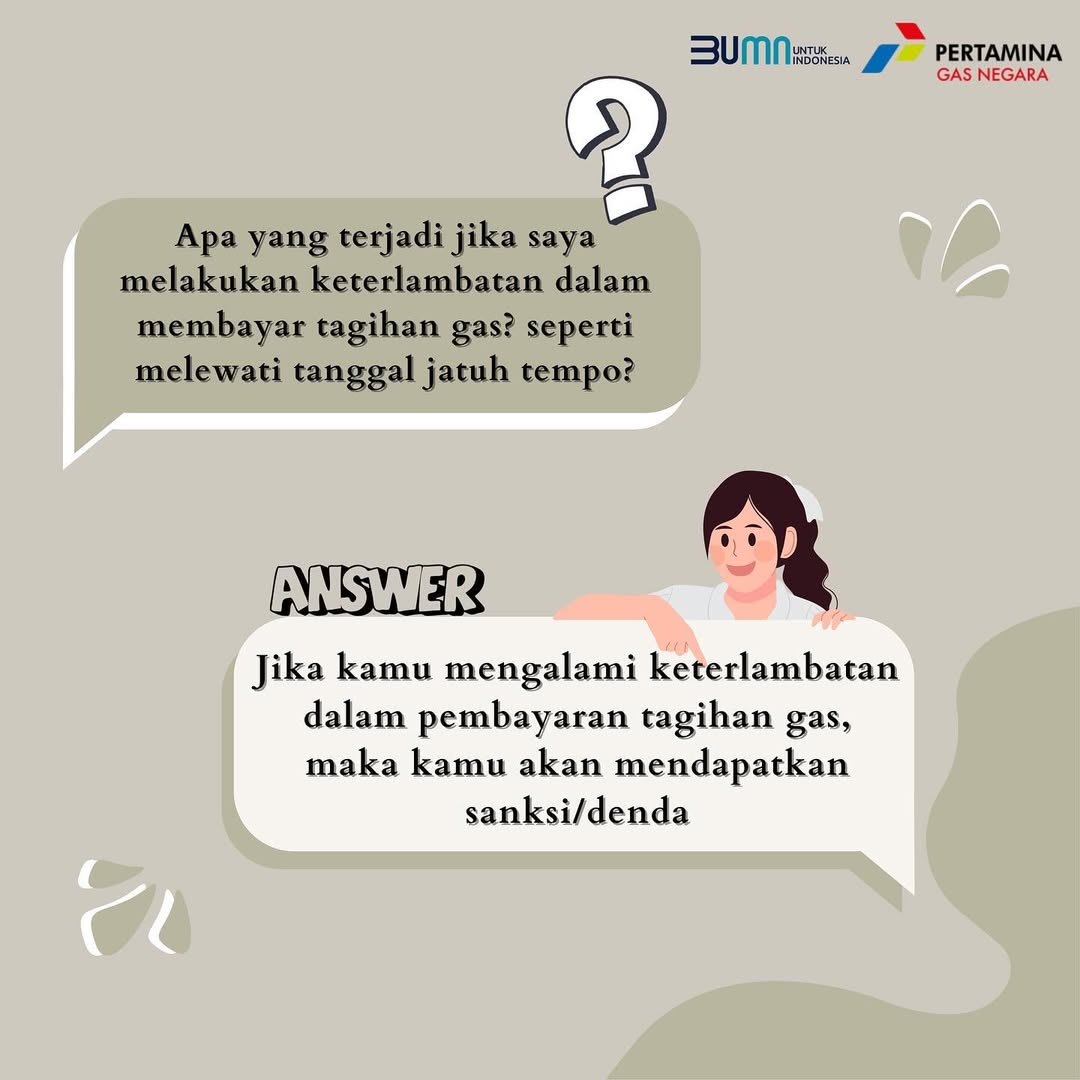 BUMN UNTUK
INDONESIA
PERTAMINA
GAS NEGARA
?
Apa yang terjadi jika saya
melakukan keterlambatan dalam
membayar tagihan gas? seperti
melewati tanggal jatuh tempo?
ANSWER
Jika kamu mengalami keterlambatan
dalam pembayaran tagihan gas,
maka kamu akan mendapatkan
sanksi/denda